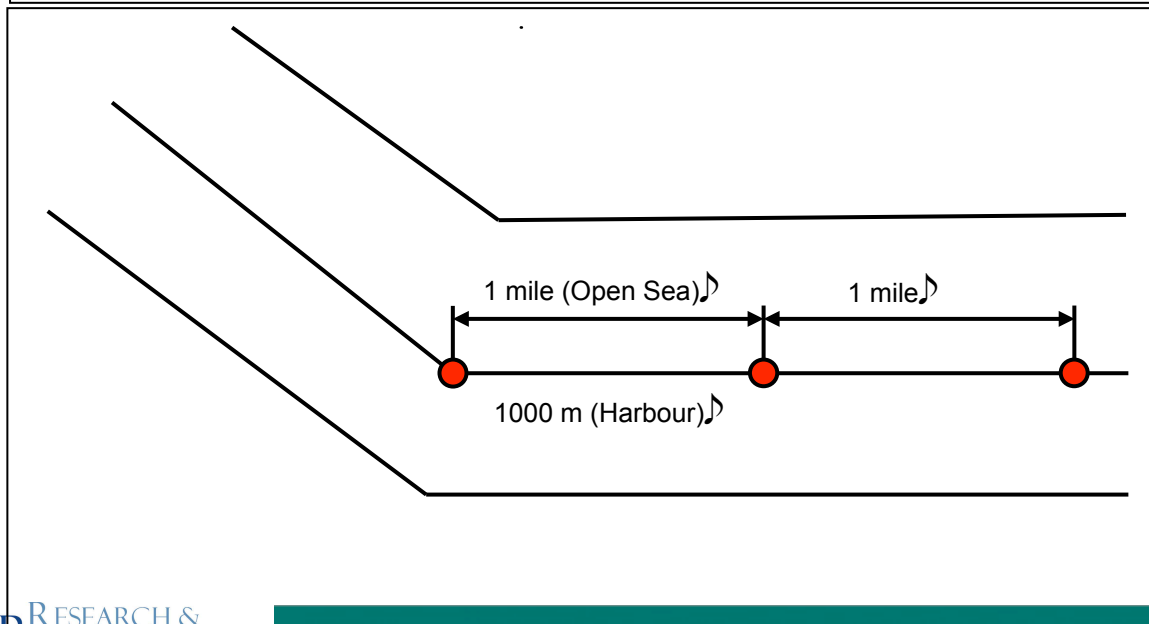 1 mile (Open Sea)♪
1 mile♪
1000 m (Harbour)♪
RESEARCH &